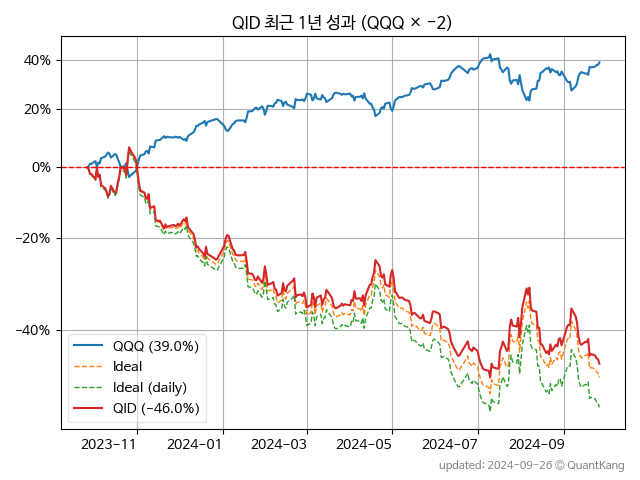 QID 최근 1년 성과 (QQQ × −2)
40%
20%
0%
−20%
−40%
QQQ (39.0%)
Ideal
Ideal (daily)
QID (−46.0%)
2023−11 2024−01 2024−03 2024−05 2024−07 2024−09
updated: 2024-09-26 © QuantKang